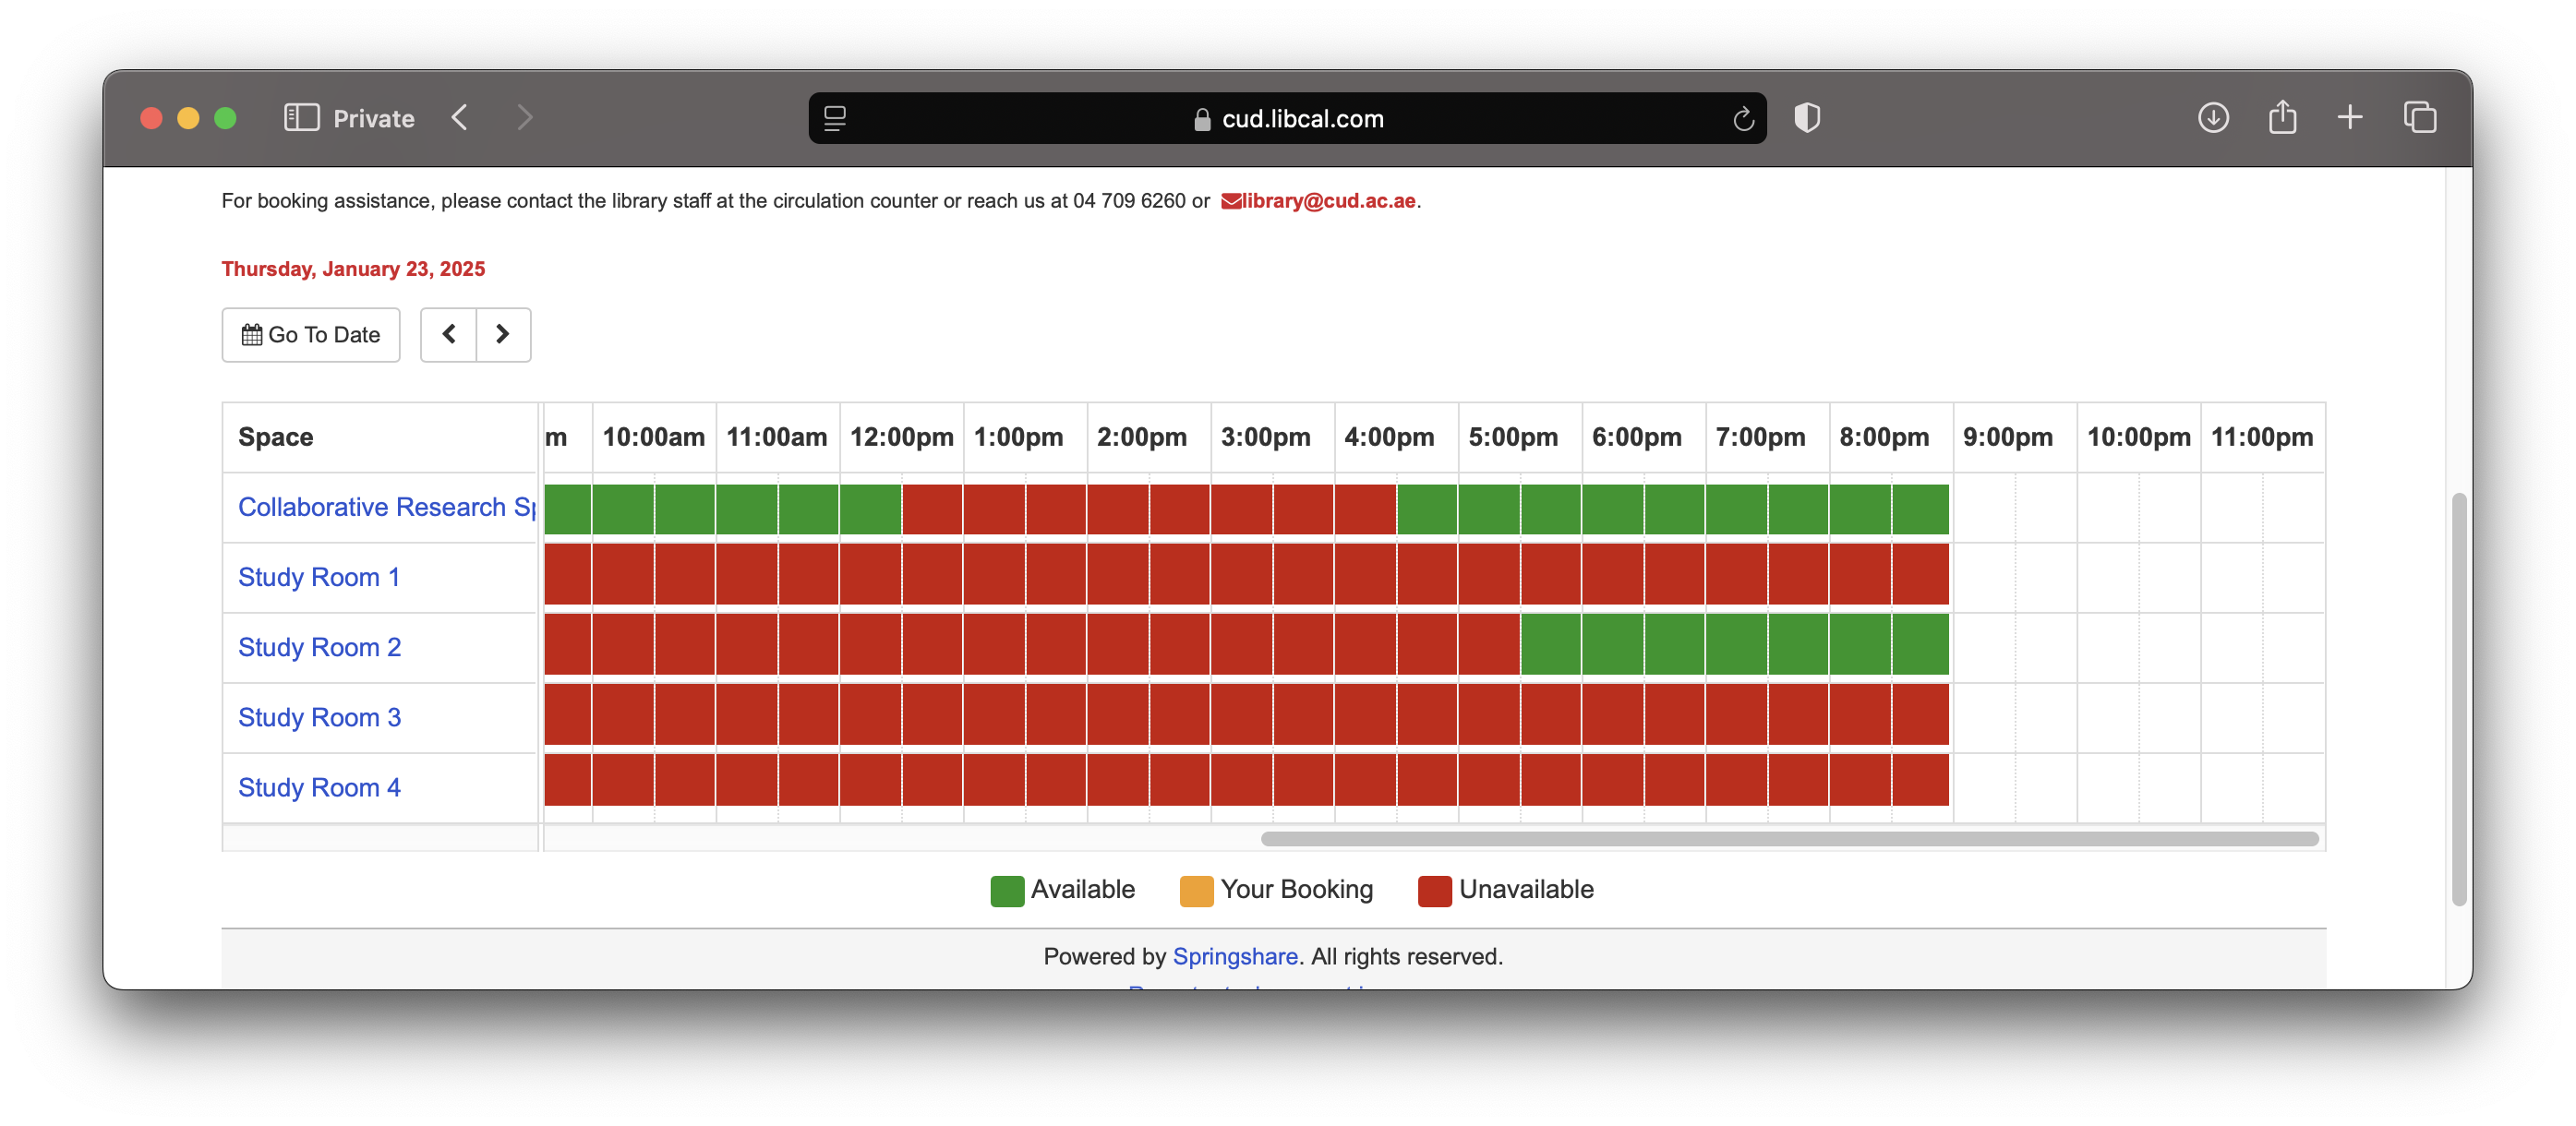 Private
cud.libcal.com
For booking assistance, please contact the library staff at the circulation counter or reach us at 04 709 6260 or library@cud.ac.ae.
Thursday, January 23, 2025
Go To Date
Space m 10:00am 11:00am 12:00pm 1:00pm 2:00pm 3:00pm 4:00pm 5:00pm 6:00pm 7:00pm 8:00pm 9:00pm 10:00pm 11:00pm
Collaborative Research Sp
Study Room 1
Study Room 2
Study Room 3
Study Room 4
Available Your Booking Unavailable
Powered by Springshare. All rights reserved.